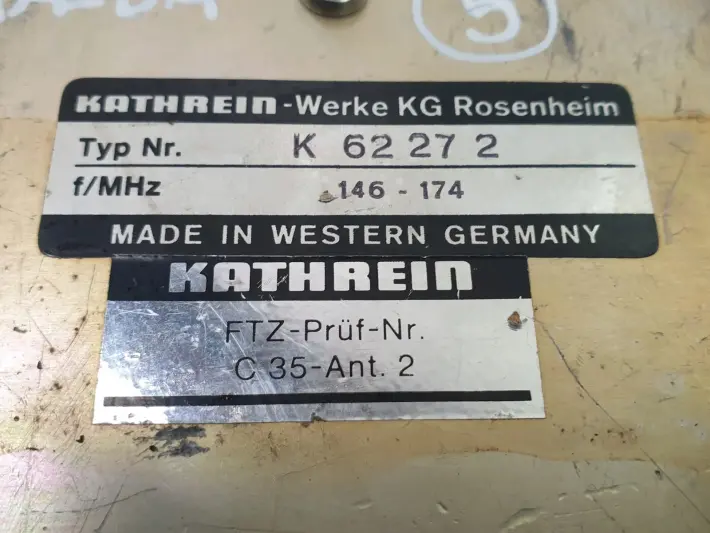 5
KATHREIN-Werke KG Rosenheim
Typ Nr. K 62 27 2
f/MHz 146 - 174
MADE IN WESTERN GERMANY
KATHREIN
FTZ-Prüf-Nr.
C 35-Ant. 2